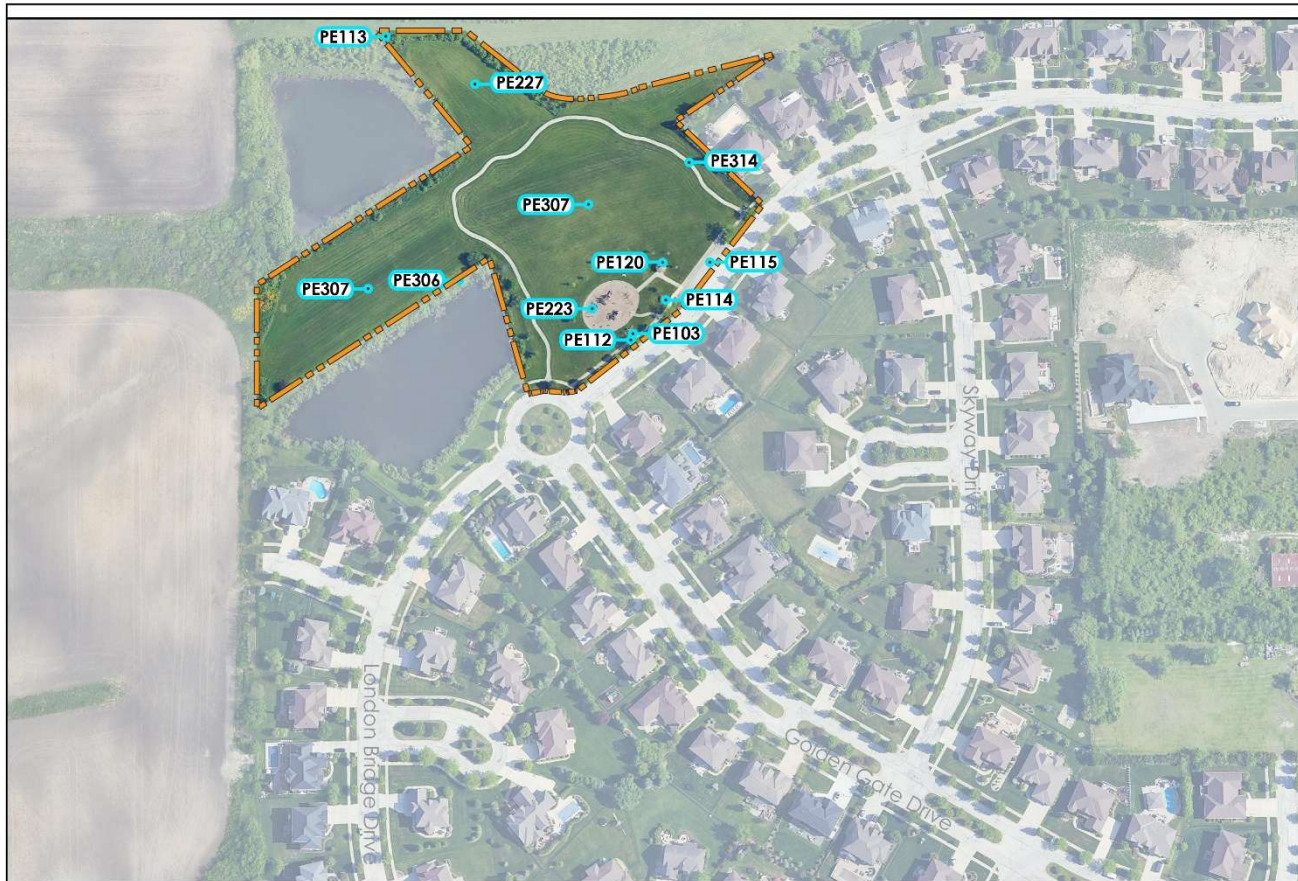 PE113
PE227
PE314
PE307
PE120
PE115
PE307
PE306
PE114
PE223
PE103
PE112
Skyway Drive
London Bridge Drive
Golden Gate Drive